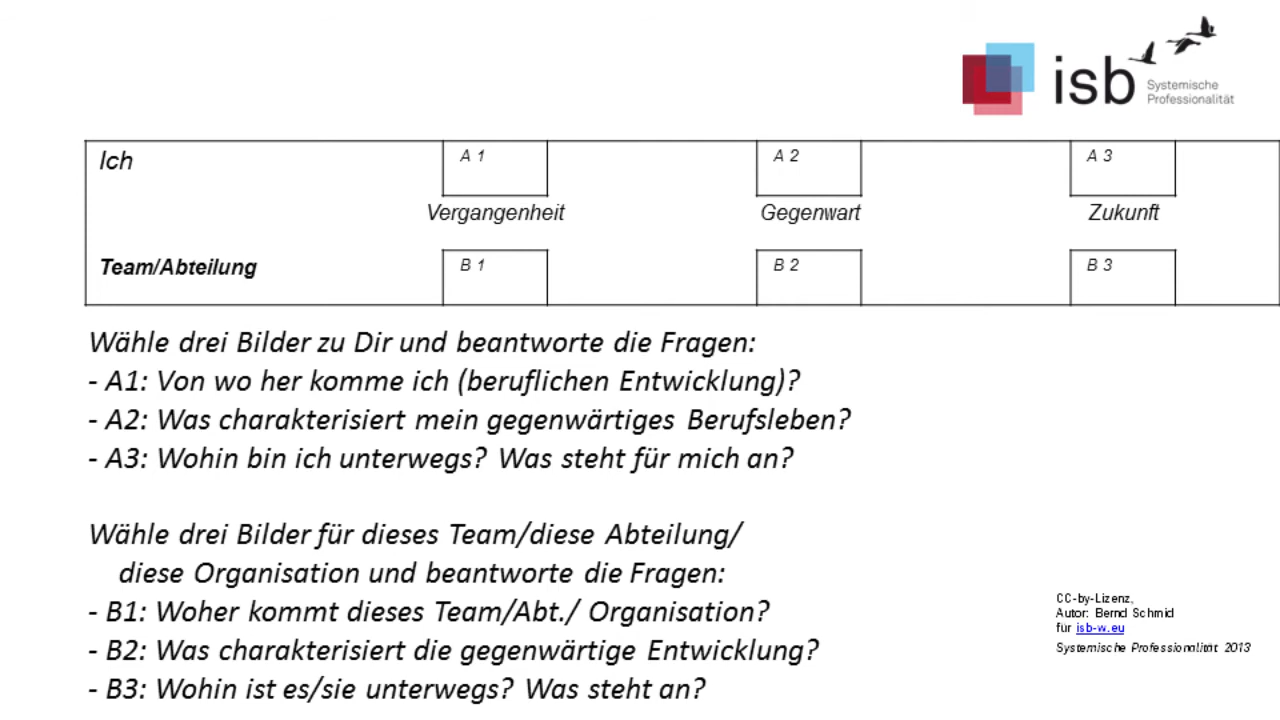 isb
Systemische
Professionalität
Ich
A 1
A 2
A 3
Vergangenheit
Gegenwart
Zukunft
Team/Abteilung
B 1
B 2
B 3
Wähle drei Bilder zu Dir und beantworte die Fragen:
- A1: Von wo her komme ich (beruflichen Entwicklung)?
- A2: Was charakterisiert mein gegenwärtiges Berufsleben?
- A3: Wohin bin ich unterwegs? Was steht für mich an?
Wähle drei Bilder für dieses Team/diese Abteilung/
diese Organisation und beantworte die Fragen:
- B1: Woher kommt dieses Team/Abt./ Organisation?
- B2: Was charakterisiert die gegenwärtige Entwicklung?
- B3: Wohin ist es/sie unterwegs? Was steht an?
CC-by-Lizenz,
Autor: Bernd Schmid
für isb-w.eu
Systemische Professionalität 2013